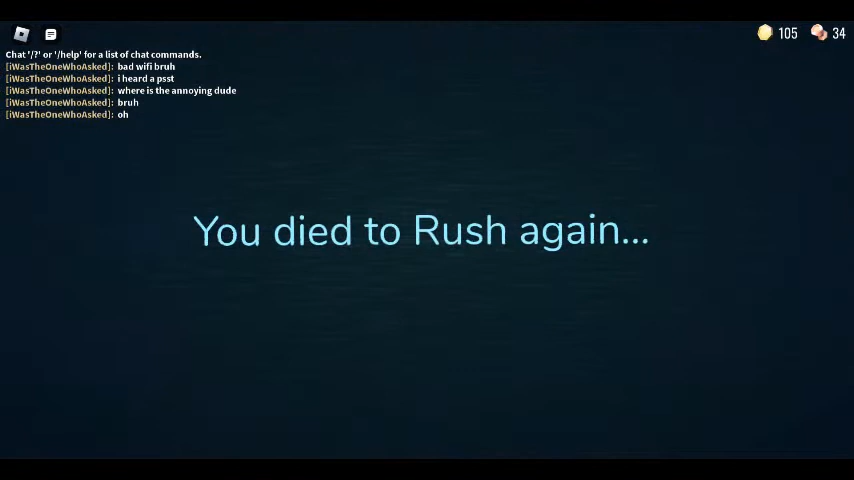 105
34
Chat '/?' or '/help' for a list of chat commands.
[iWasTheOneWhoAsked]: bad wifi bruh
[iWasTheOneWhoAsked]: i heard a psst
[iWasTheOneWhoAsked]: where is the annoying dude
[iWasTheOneWhoAsked]: bruh
[iWasTheOneWhoAsked]: oh
You died to Rush again...